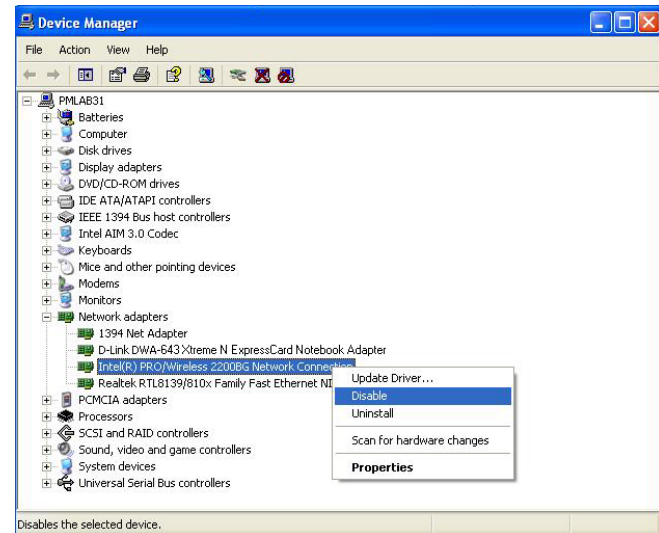 Device Manager
File Action View Help
PMLAB31
Batteries
Computer
Disk drives
Display adapters
DVD/CD-ROM drives
IDE ATA/ATAPI controllers
IEEE 1394 Bus host controllers
Intel AIM 3.0 Codec
Keyboards
Mice and other pointing devices
Modems
Monitors
Network adapters
1394 Net Adapter
D-Link DWA-643 Xtreme N ExpressCard Notebook Adapter
Intel(R) PRO/Wireless 2200BG Network Connection
Realtek RTL8139/810x Family Fast Ethernet NI
PCMCIA adapters
Processors
SCSI and RAID controllers
Sound, video and game controllers
System devices
Universal Serial Bus controllers
Update Driver...
Disable
Uninstall
Scan for hardware changes
Properties
Disables the selected device.